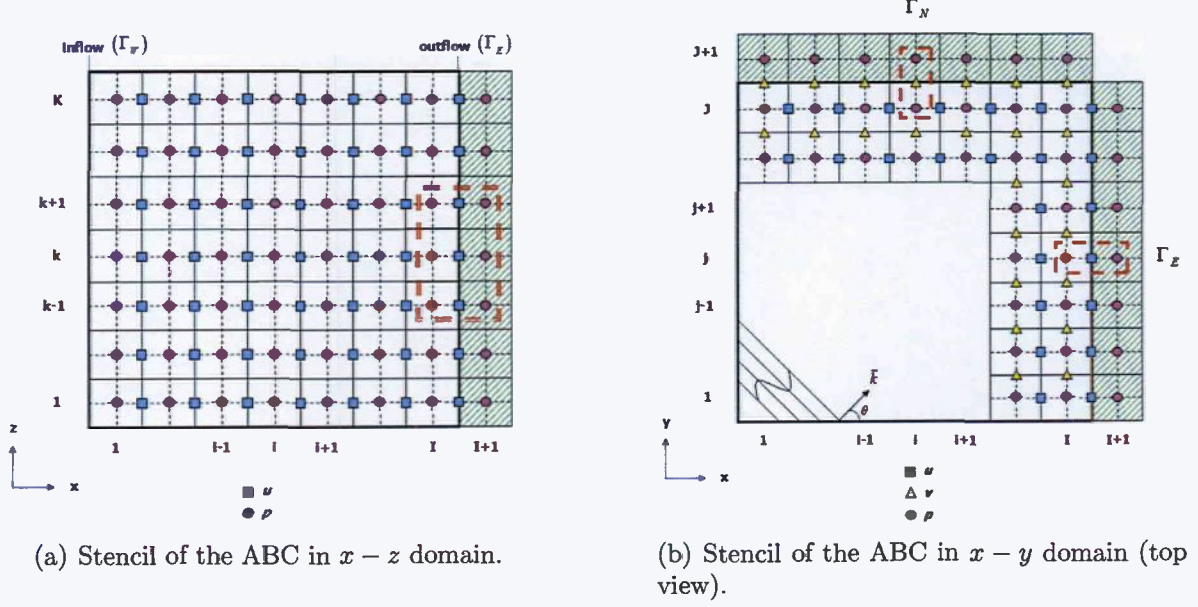 Inflow (Γ_W) outflow (Γ_E)
K
k+1
k
k-1
1
z
x
1 i-1 i i+1 I I+1
u
p
(a) Stencil of the ABC in x − z domain.
Γ_N
J+1
J
j+1
j
j-1
1
Γ_E
k̄
θ
y
x
1 i-1 i i+1 I I+1
u
v
p
(b) Stencil of the ABC in x − y domain (top
view).